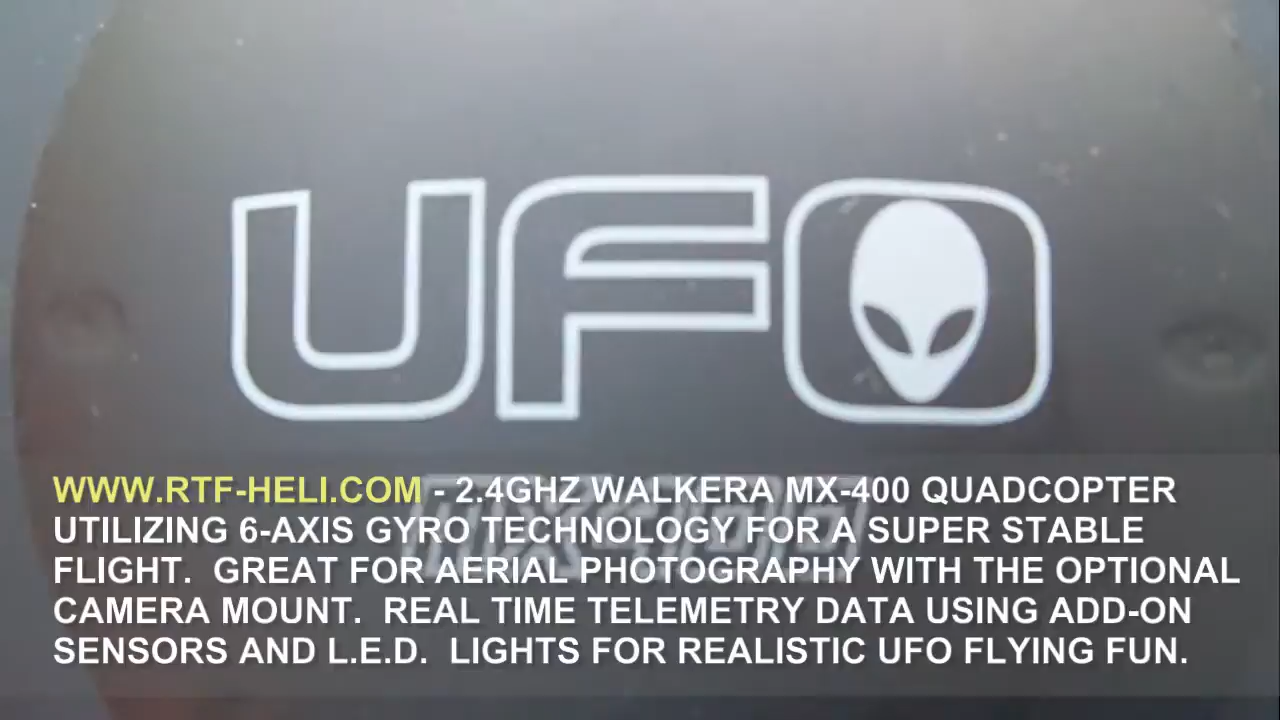 UFO
WWW.RTF-HELI.COM - 2.4GHZ WALKERA MX-400 QUADCOPTER
UTILIZING 6-AXIS GYRO TECHNOLOGY FOR A SUPER STABLE
FLIGHT.  GREAT FOR AERIAL PHOTOGRAPHY WITH THE OPTIONAL
CAMERA MOUNT.  REAL TIME TELEMETRY DATA USING ADD-ON
SENSORS AND L.E.D.  LIGHTS FOR REALISTIC UFO FLYING FUN.